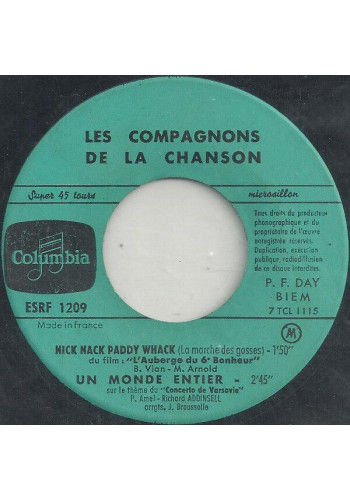 LES COMPAGNONS
DE LA CHANSON
Super 45 tours
microsillon
Columbia
Tous droits du producteur
phonographique et du
propriétaire de l'œuvre
enregistrée réservés.
Duplication, exécution
publique, radiodiffusion
de ce disque interdites.
ESRF 1209
P. F. DAY
BIEM
7 TCL 1115
Made in France
M
NICK NACK PADDY WHACK (La marche des gosses) - 1'50"
du film: "L'Auberge du 6e Bonheur"
B. Vian - M. Arnold
UN MONDE ENTIER - 2'45"
sur le thème du "Concerto de Varsovie"
P. Amel - Richard ADDINSELL
arrgts. J. Broussolle